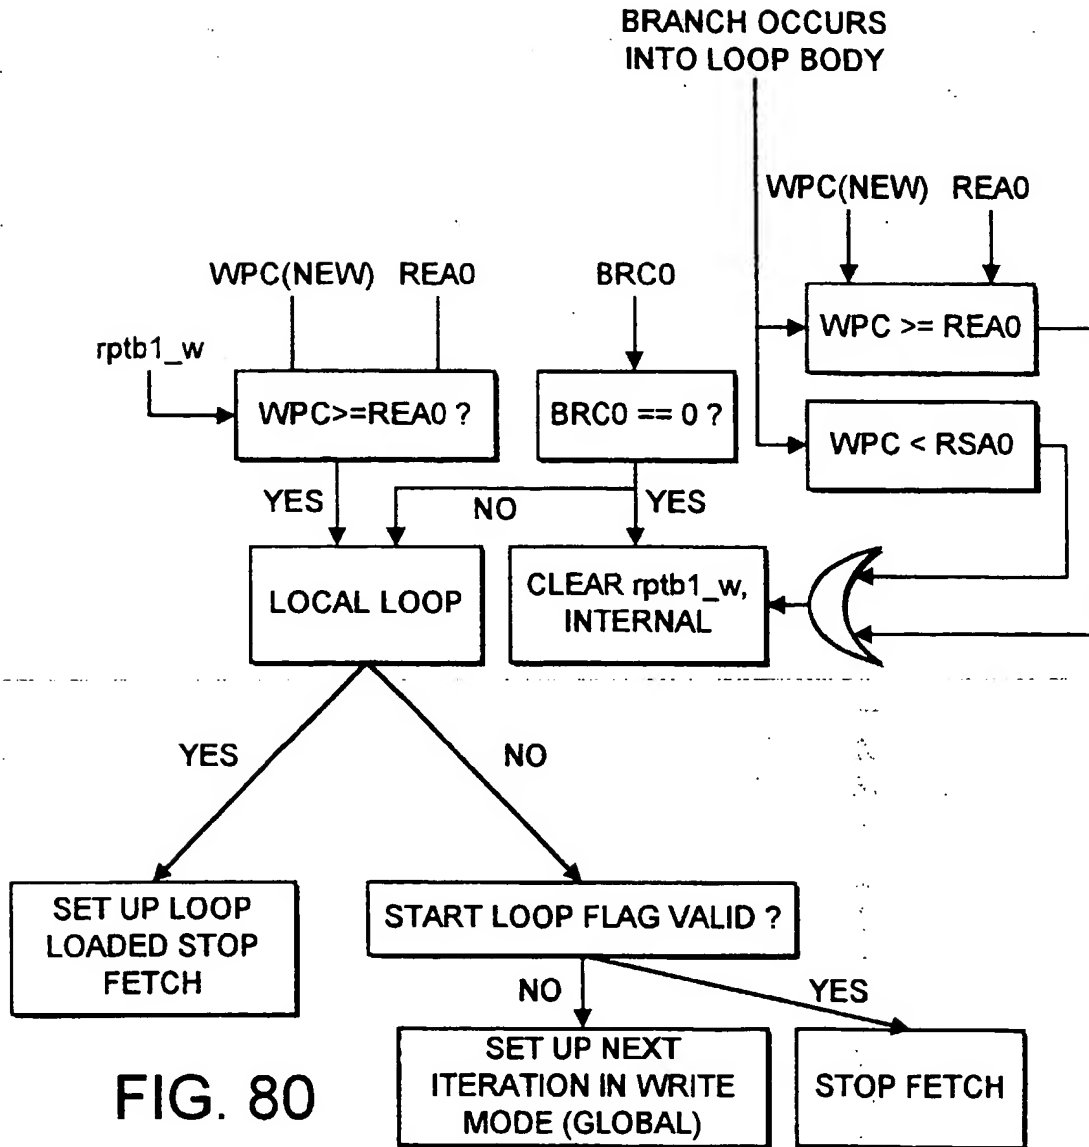 BRANCH OCCURS
INTO LOOP BODY
WPC(NEW) REA0
WPC(NEW) REA0
BRC0
WPC >= REA0
rptb1_w
WPC>=REA0 ?
BRC0 == 0 ?
WPC < RSA0
YES
NO
YES
LOCAL LOOP
CLEAR rptb1_w,
INTERNAL
YES
NO
SET UP LOOP
LOADED STOP
FETCH
START LOOP FLAG VALID ?
NO
YES
SET UP NEXT
ITERATION IN WRITE
MODE (GLOBAL)
STOP FETCH
FIG. 80